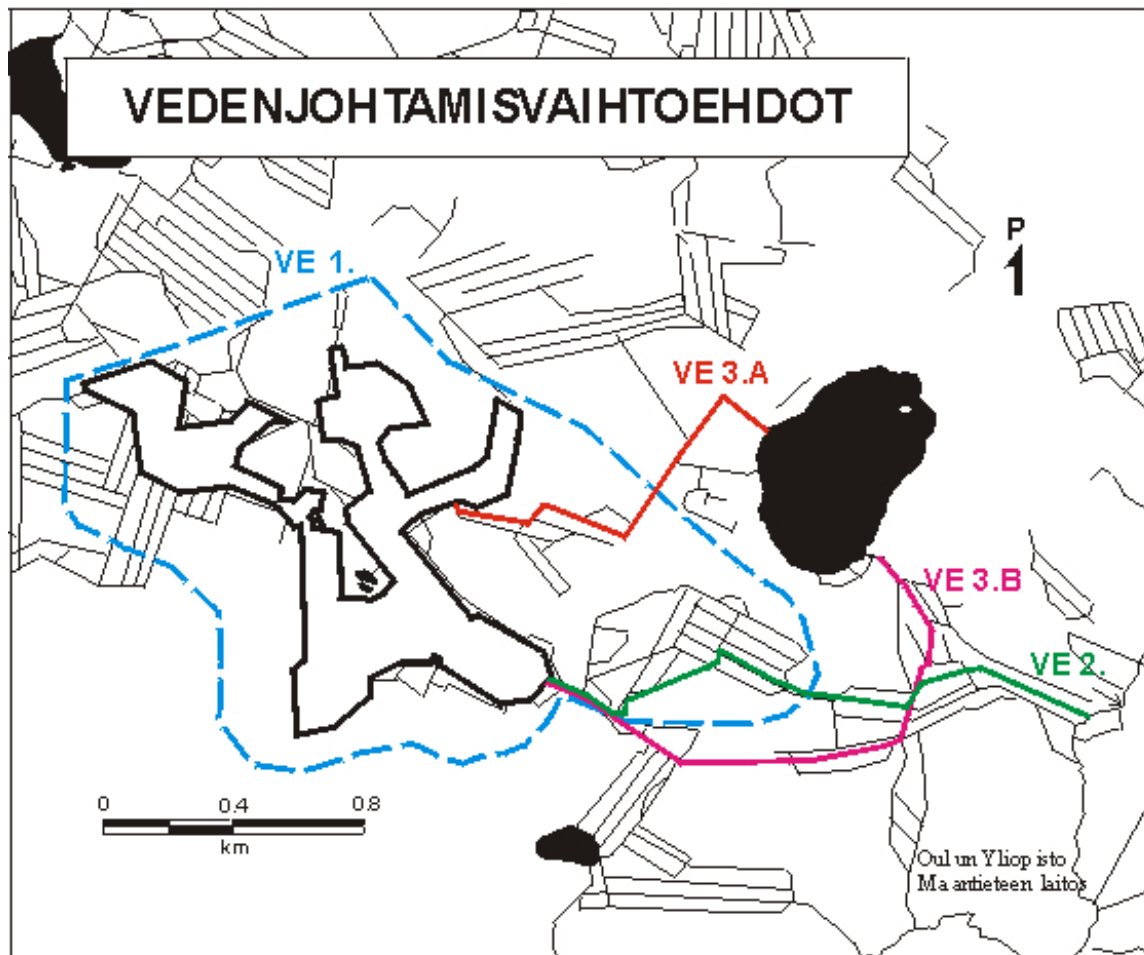 VEDENJOHTAMISVAIHTOEHDOT
P
VE 1.
VE 3.A
VE 3.B
VE 2.
0 0.4 0.8
km
Oulun Yliopisto
Maantieteen laitos